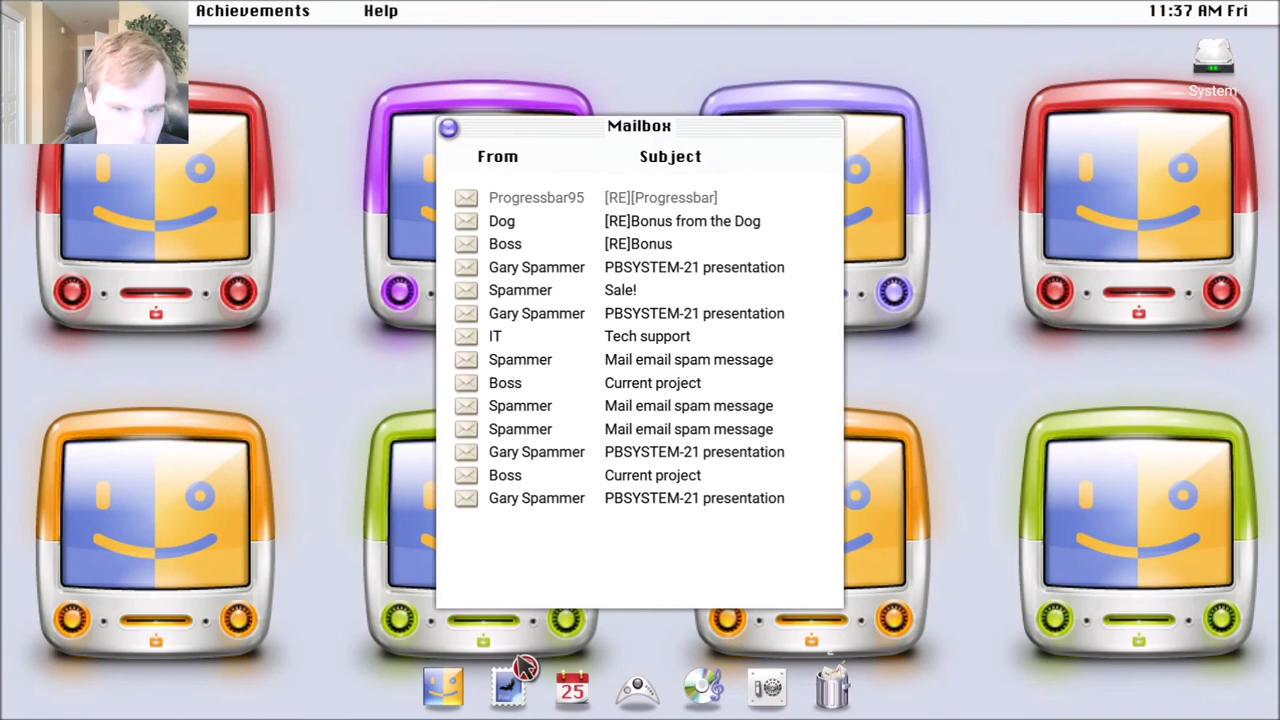 Achievements Help 11:37 AM Fri
System
Mailbox
From Subject
Progressbar95 [RE][Progressbar]
Dog [RE]Bonus from the Dog
Boss [RE]Bonus
Gary Spammer PBSYSTEM-21 presentation
Spammer Sale!
Gary Spammer PBSYSTEM-21 presentation
IT Tech support
Spammer Mail email spam message
Boss Current project
Spammer Mail email spam message
Spammer Mail email spam message
Gary Spammer PBSYSTEM-21 presentation
Boss Current project
Gary Spammer PBSYSTEM-21 presentation
25